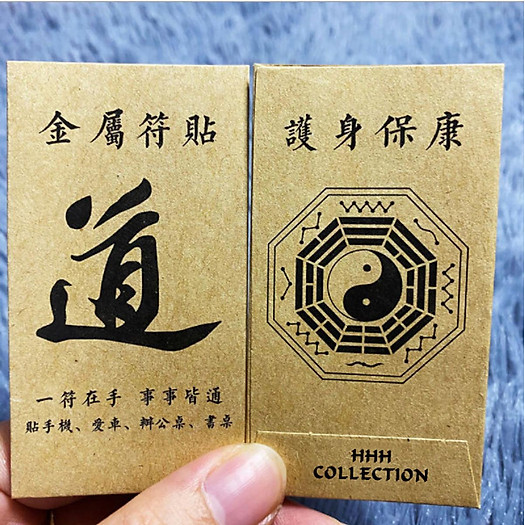 金屬符貼
道
一符在手 事事皆通
貼手機、愛車、辦公桌、書桌
護身保康
HHH
COLLECTION